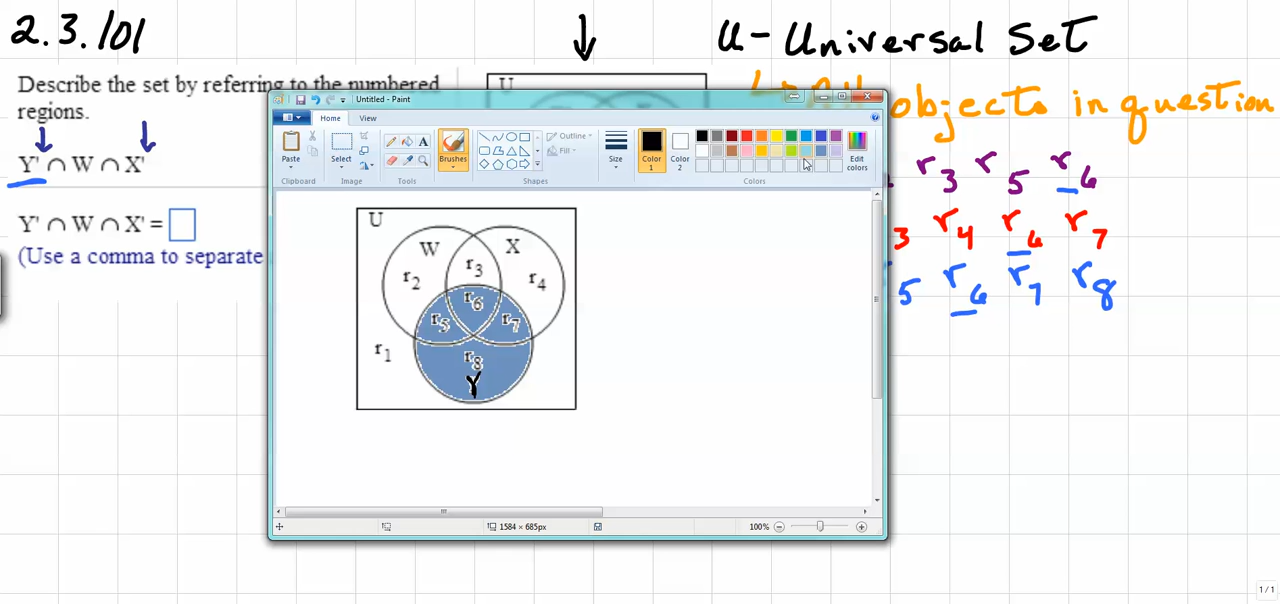 2.3.101
U - Universal Set
Describe the set by referring to the numbered
regions.
U
objects in question
Y' ∩ W ∩ X'
Y' ∩ W ∩ X' =
(Use a comma to separate
r3 r5 r6
3 r4 r6 r7
5 r6 r7 r8
Untitled - Paint
Home View
Paste
Select
Brushes
Outline
Fill
Size
Color 1
Color 2
Edit colors
Clipboard Image Tools Shapes Colors
U
W X
r3
r2 r4
r6
r5 r7
r1
r8
Y
1584 × 685px
100%
1 / 1